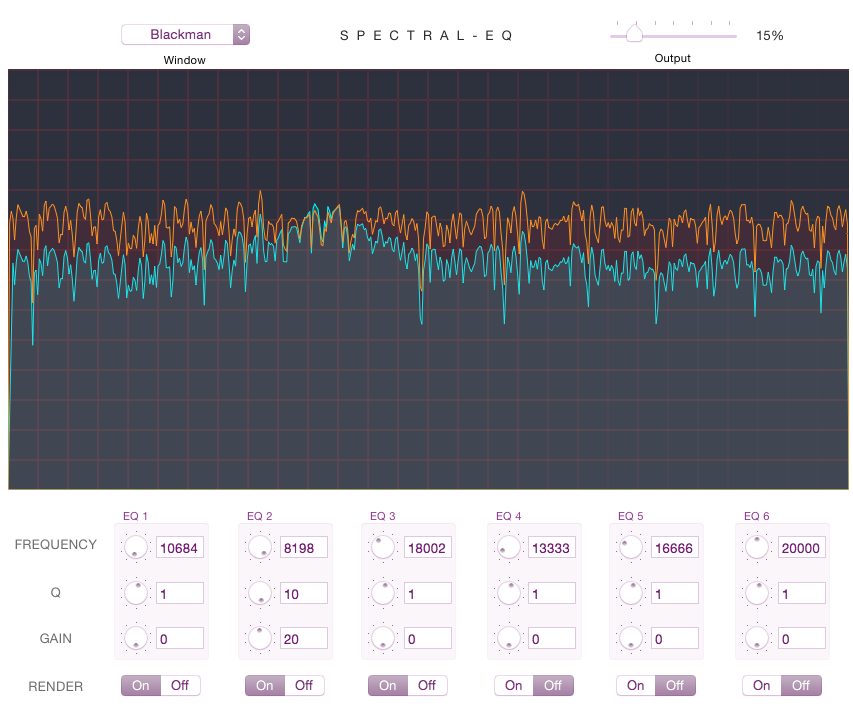 Blackman SPECTRAL-EQ 15%
Window Output
EQ 1 EQ 2 EQ 3 EQ 4 EQ 5 EQ 6
FREQUENCY 10684 8198 18002 13333 16666 20000
Q 1 10 1 1 1 1
GAIN 0 20 0 0 0 0
RENDER On Off On Off On Off On Off On Off On Off